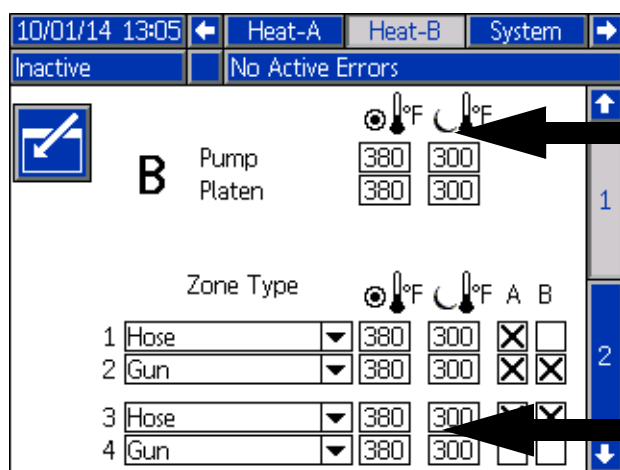 10/01/14 13:05 Heat-A Heat-B System
Inactive No Active Errors
°F °F
B Pump 380 300
Platen 380 300
1
Zone Type °F °F A B
1 Hose 380 300
2 Gun 380 300
2
3 Hose 380 300
4 Gun 380 300